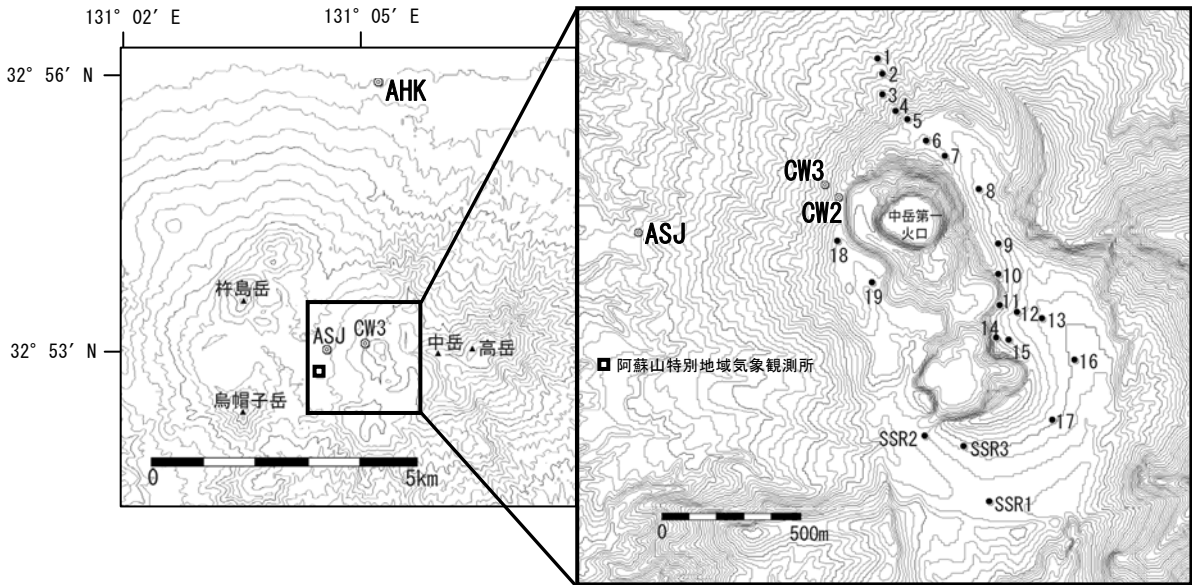 131° 02′ E
131° 05′ E
32° 56′ N
AHK
杵島岳
ASJ
CW3
中岳
高岳
32° 53′ N
烏帽子岳
0
5km
1
2
3
4
5
6
7
CW3
8
CW2
中岳第一
火口
ASJ
18
9
10
19
11
12
13
14
15
16
阿蘇山特別地域気象観測所
17
SSR2
SSR3
SSR1
0
500m